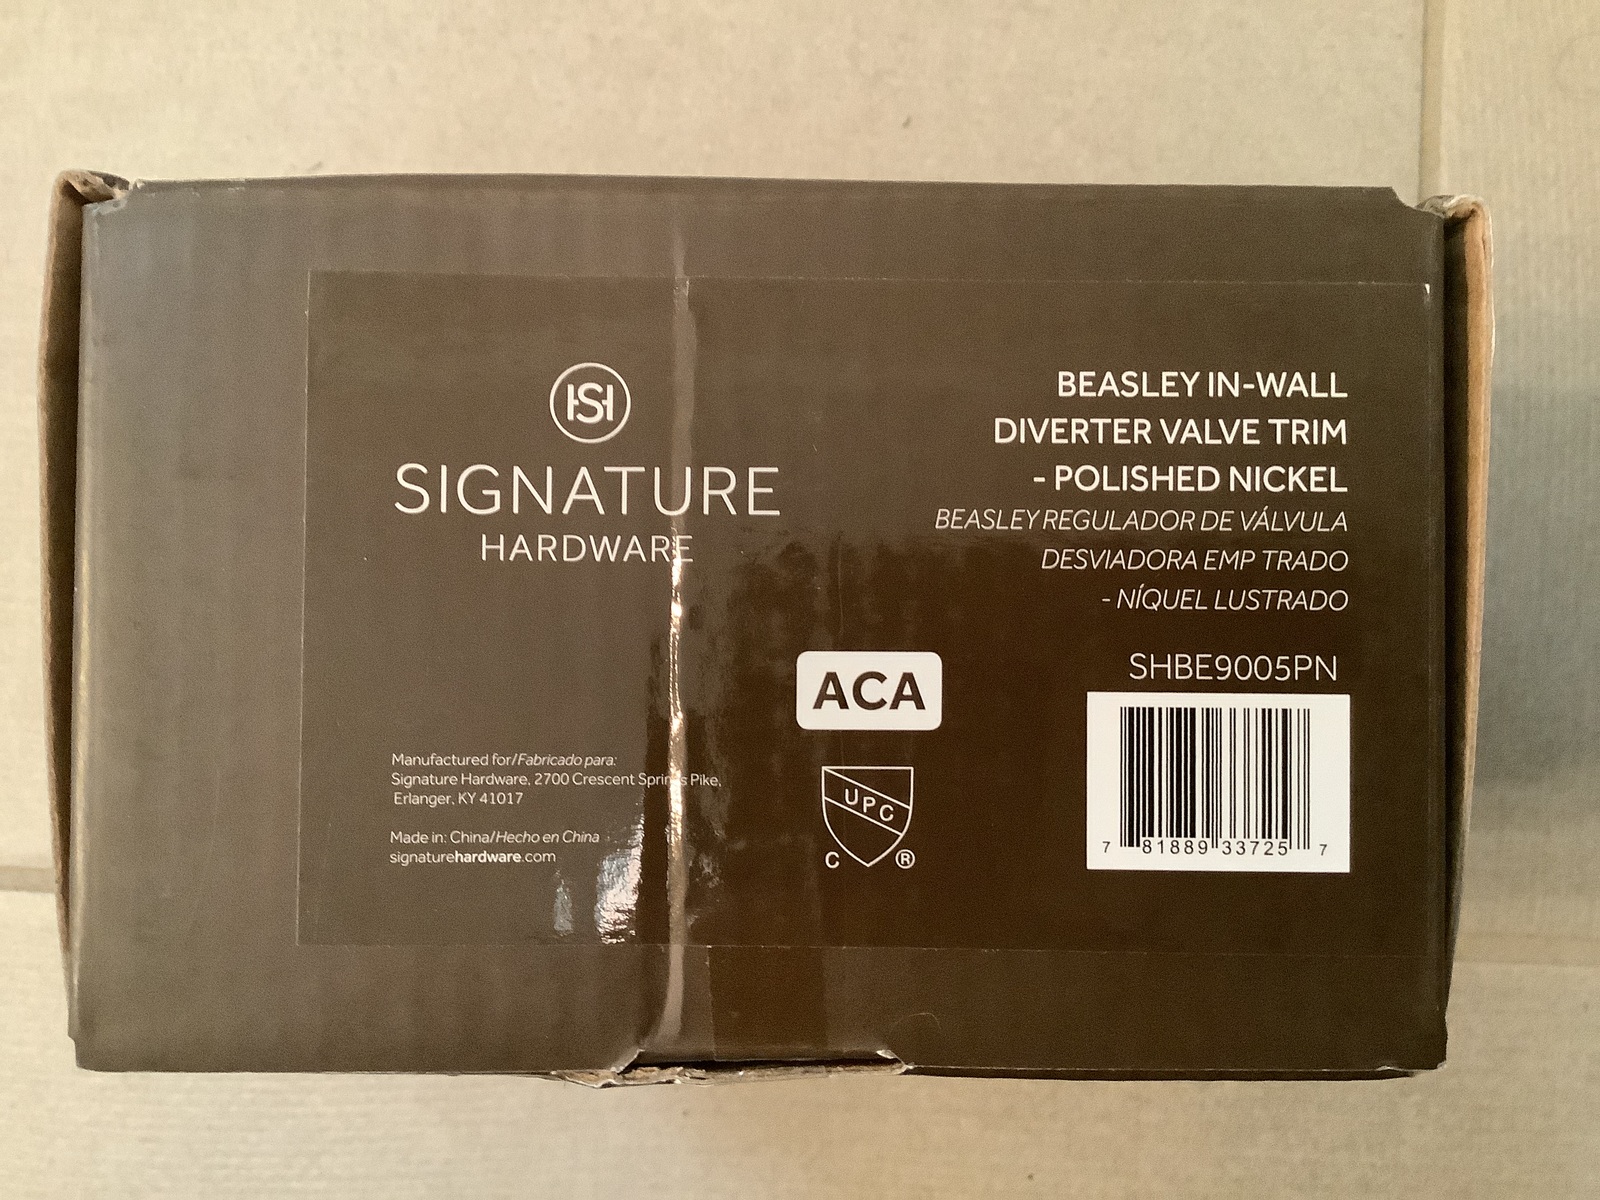 SH
SIGNATURE
HARDWARE
Manufactured for/Fabricado para:
Signature Hardware, 2700 Crescent Springs Pike,
Erlanger, KY 41017
Made in: China/Hecho en China
signaturehardware.com
BEASLEY IN-WALL
DIVERTER VALVE TRIM
- POLISHED NICKEL
BEASLEY REGULADOR DE VÁLVULA
DESVIADORA EMP TRADO
- NÍQUEL LUSTRADO
ACA
UPC
C ®
SHBE9005PN
7 81889 33725 7